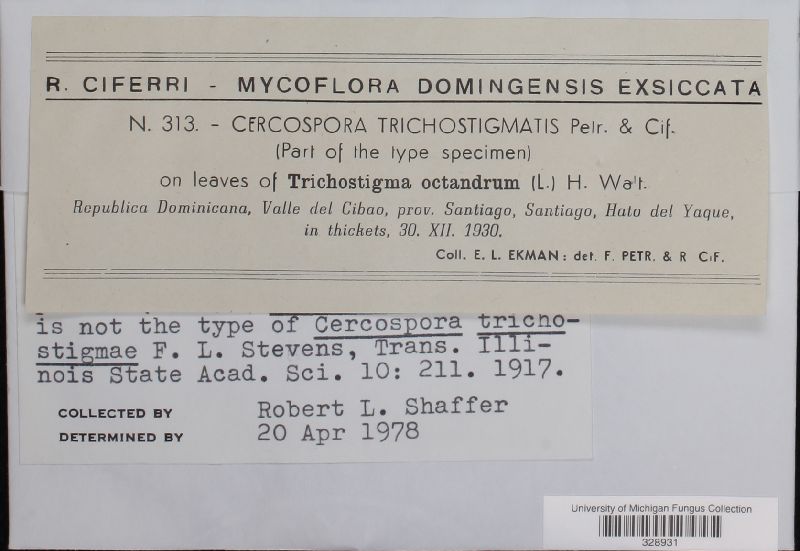 R. CIFERRI - MYCOFLORA DOMINGENSIS EXSICCATA
N. 313. - CERCOSPORA TRICHOSTIGMATIS Petr. & Cif.
(Part of the type specimen)
on leaves of Trichostigma octandrum (L.) H. Walt.
Republica Dominicana, Valle del Cibao, prov. Santiago, Santiago, Hato del Yaque,
in thickets, 30. XII. 1930.
Coll. E. L. EKMAN: det. F. PETR. & R CIF.
is not the type of Cercospora tricho-
stigmae F. L. Stevens, Trans. Illi-
nois State Acad. Sci. 10: 211. 1917.
COLLECTED BY Robert L. Shaffer
DETERMINED BY 20 Apr 1978
University of Michigan Fungus Collection
328931